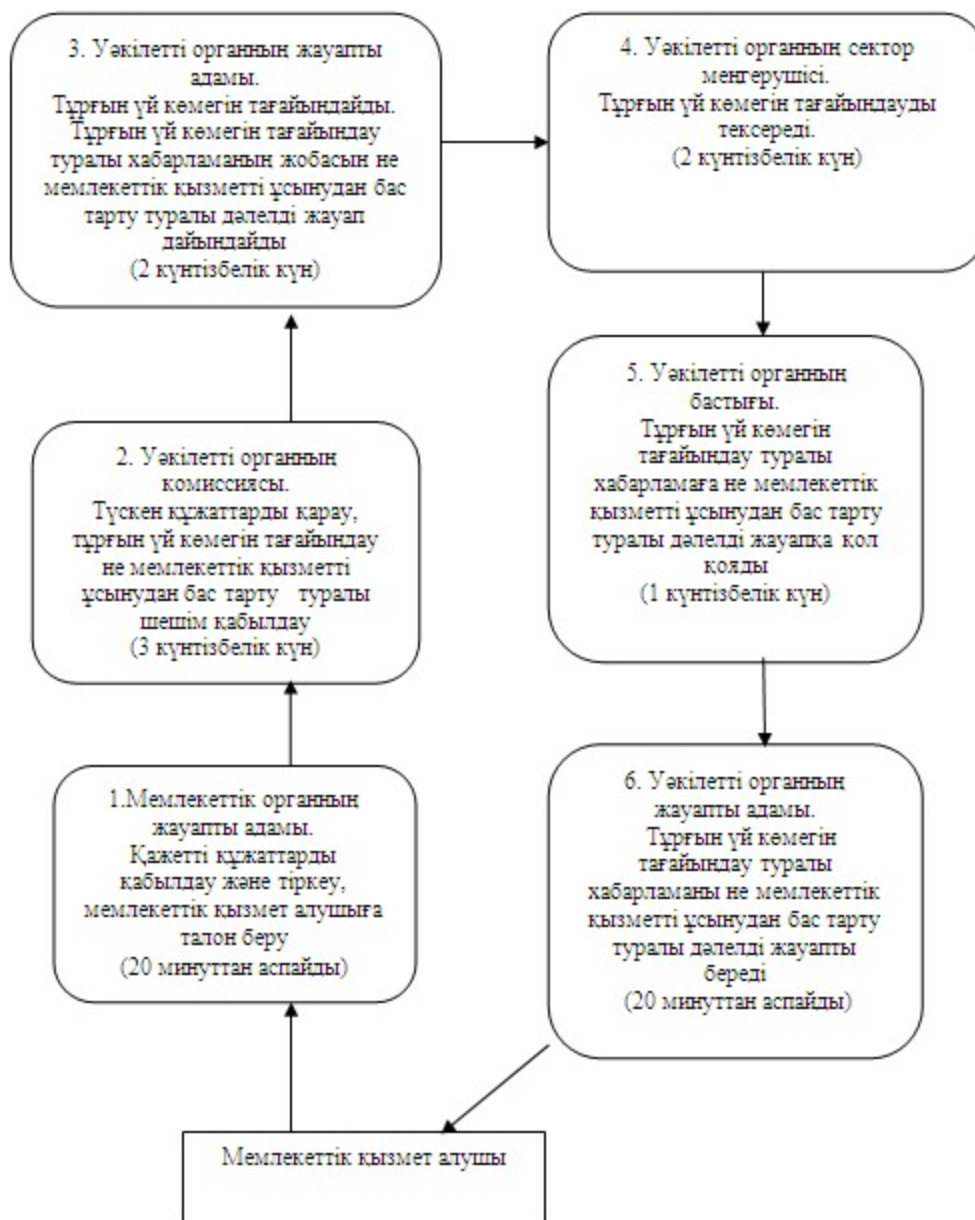 3. Уәкілетті органның жауапты
адамы.
Тұрғын үй көмегін тағайындайды.
Тұрғын үй көмегін тағайындау
туралы хабарламаның жобасын не
мемлекеттік қызметті ұсынудан бас
тарту туралы дәлелді жауап
дайындайды
(2 күнтізбелік күн)
4. Уәкілетті органның сектор
меңгерушісі.
Тұрғын үй көмегін тағайындауды
тексереді.
(2 күнтізбелік күн)
5. Уәкілетті органның
бастығы.
Тұрғын үй көмегін
тағайындау туралы
хабарламаға не мемлекеттік
қызметті ұсынудан бас тарту
туралы дәлелді жауапқа қол
қояды
(1 күнтізбелік күн)
2. Уәкілетті органның
комиссиясы.
Түскен құжаттарды қарау,
тұрғын үй көмегін тағайындау
не мемлекеттік қызметті
ұсынудан бас тарту туралы
шешім қабылдау
(3 күнтізбелік күн)
1.Мемлекеттік органның
жауапты адамы.
Қажетті құжаттарды
қабылдау және тіркеу,
мемлекеттік қызмет алушыға
талон беру
(20 минуттан аспайды)
6. Уәкілетті органның
жауапты адамы.
Тұрғын үй көмегін
тағайындау туралы
хабарламаны не мемлекеттік
қызметті ұсынудан бас тарту
туралы дәлелді жауапты
береді
(20 минуттан аспайды)
Мемлекеттік қызмет алушы